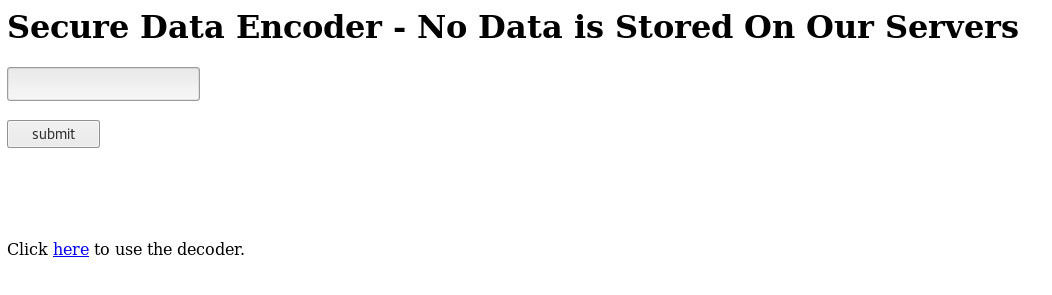 Secure Data Encoder - No Data is Stored On Our Servers
submit
Click here to use the decoder.